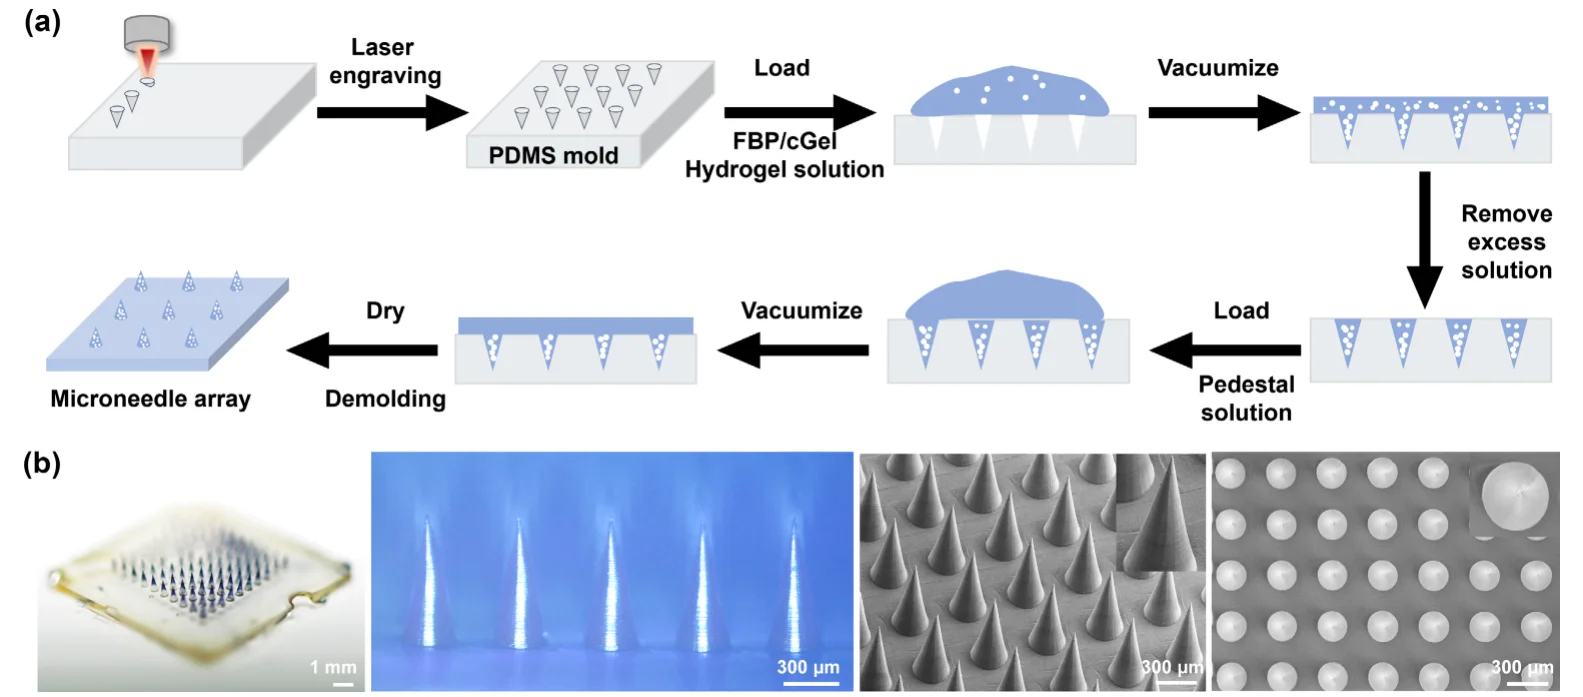 (a)
Laser
engraving
PDMS mold
Load
FBP/cGel
Hydrogel solution
Vacuumize
Remove
excess
solution
Load
Pedestal
solution
Vacuumize
Dry
Demolding
Microneedle array
(b)
1 mm
300 μm
300 μm
300 μm